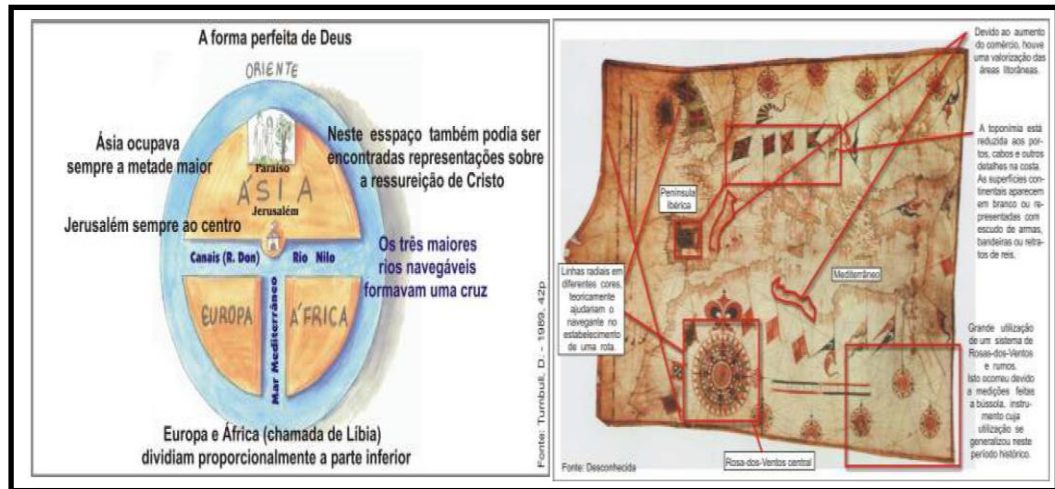 A forma perfeita de Deus
ORIENTE
Ásia ocupava
sempre a metade maior
Neste esspaço também podia ser
encontradas representações sobre
a ressureição de Cristo
Paraíso
ÁSIA
Jerusalém
Jerusalém sempre ao centro
Canais (R. Don)
Rio Nilo
Os três maiores
rios navegáveis
formavam uma cruz
EUROPA
Mar Mediterrâneo
ÁFRICA
Europa e África (chamada de Líbia)
dividiam proporcionalmente a parte inferior
Fonte: Turnbull, D. - 1989, 42p
Devido ao aumento
do comércio, houve
uma valorização das
áreas litorâneas.
A toponímia está
reduzida aos por-
tos, cabos e outros
detalhes na costa.
As superfícies con-
tinentais aparecem
em branco ou re-
presentadas com
escudo de armas,
bandeiras ou retra-
tos de reis.
Península
Ibérica
Mediterrâneo
Linhas radiais em
diferentes cores,
teoricamente
ajudariam o
navegante no
estabelecimento
de uma rota.
Grande utilização
de um sistema de
Rosas-dos-Ventos
e rumos.
Isto ocorreu devido
a medições feitas
a bússola, instru-
mento cuja
utilização se
generalizou neste
período histórico.
Rosa-dos-Ventos central
Fonte: Desconhecida